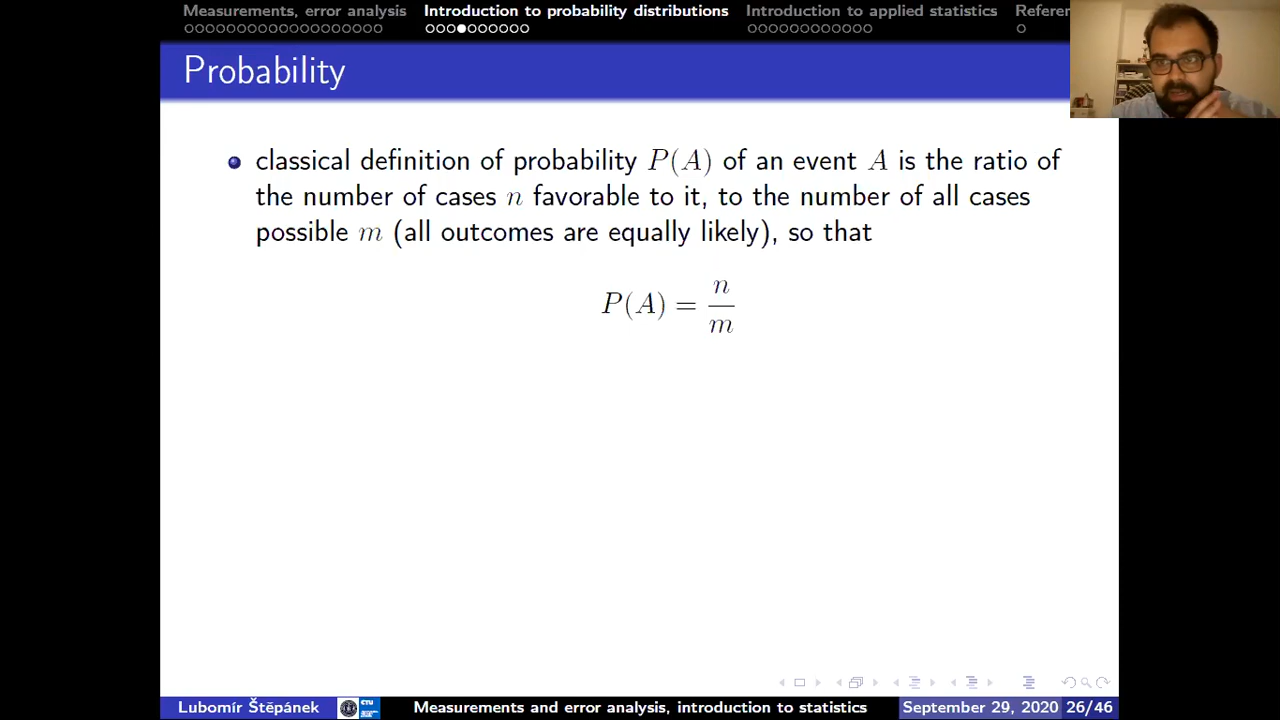 Measurements, error analysis Introduction to probability distributions Introduction to applied statistics Refer
Probability
classical definition of probability P(A) of an event A is the ratio of
the number of cases n favorable to it, to the number of all cases
possible m (all outcomes are equally likely), so that
P(A) = n/m
Lubomír Štěpánek CTU Measurements and error analysis, introduction to statistics September 29, 2020 26/46